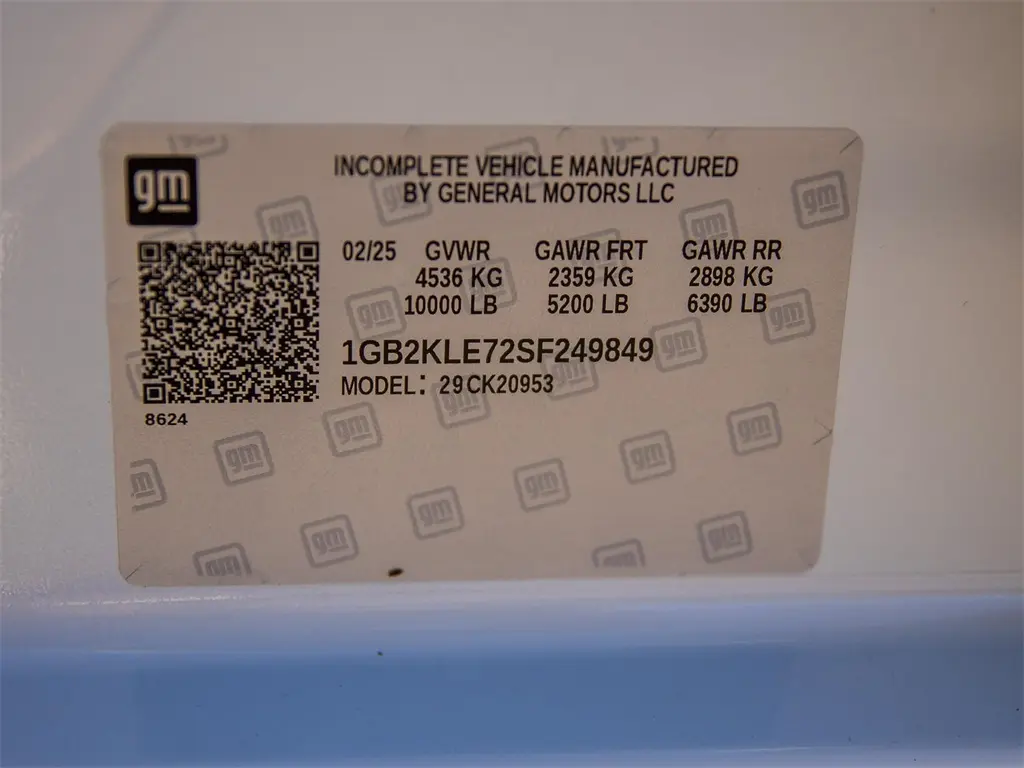 gm
INCOMPLETE VEHICLE MANUFACTURED
BY GENERAL MOTORS LLC
02/25 GVWR GAWR FRT GAWR RR
4536 KG 2359 KG 2898 KG
10000 LB 5200 LB 6390 LB
1GB2KLE72SF249849
MODEL: 29CK20953
8624